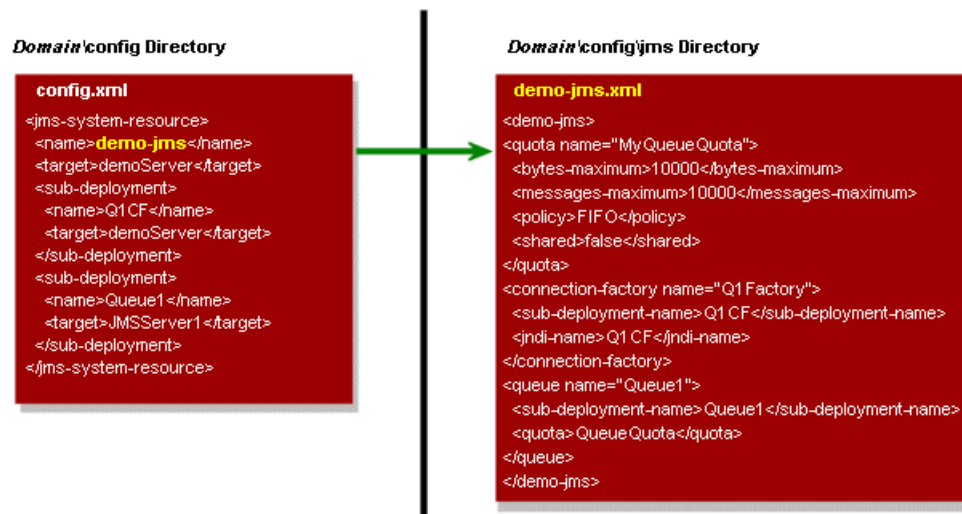 Domain\config Directory
config.xml
<jms-system-resource>
<name>demo-jms</name>
<target>demoServer</target>
<sub-deployment>
<name>Q1CF</name>
<target>demoServer</target>
</sub-deployment>
<sub-deployment>
<name>Queue1</name>
<target>JMSServer1</target>
</sub-deployment>
</jms-system-resource>
Domain\config\jms Directory
demo-jms.xml
<demo-jms>
<quota name="MyQueueQuota">
<bytes-maximum>10000</bytes-maximum>
<messages-maximum>10000</messages-maximum>
<policy>FIFO</policy>
<shared>false</shared>
</quota>
<connection-factory name="Q1Factory">
<sub-deployment-name>Q1CF</sub-deployment-name>
<jndi-name>Q1CF</jndi-name>
</connection-factory>
<queue name="Queue1">
<sub-deployment-name>Queue1</sub-deployment-name>
<quota>QueueQuota</quota>
</queue>
</demo-jms>